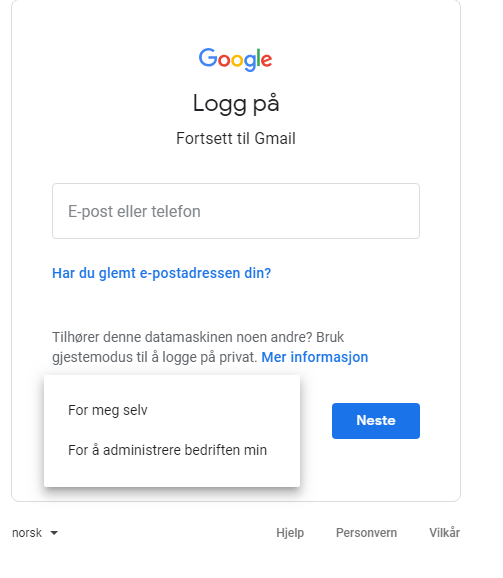 Google
Logg på
Fortsett til Gmail
E-post eller telefon
Har du glemt e-postadressen din?
Tilhører denne datamaskinen noen andre? Bruk
gjestemodus til å logge på privat. Mer informasjon
For meg selv
For å administrere bedriften min
Neste
norsk
Hjelp
Personvern
Vilkår